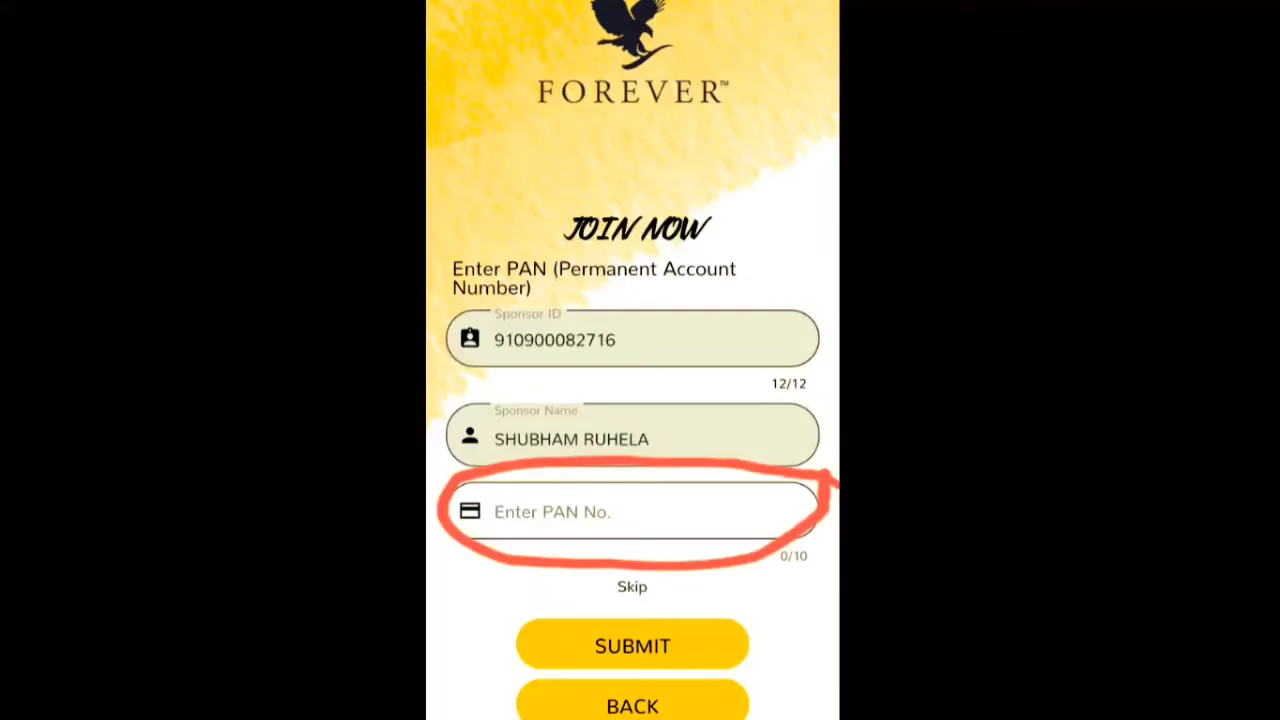 FOREVER™
JOIN NOW
Enter PAN (Permanent Account
Number)
Sponsor ID
910900082716
12/12
Sponsor Name
SHUBHAM RUHELA
Enter PAN No.
0/10
Skip
SUBMIT
BACK